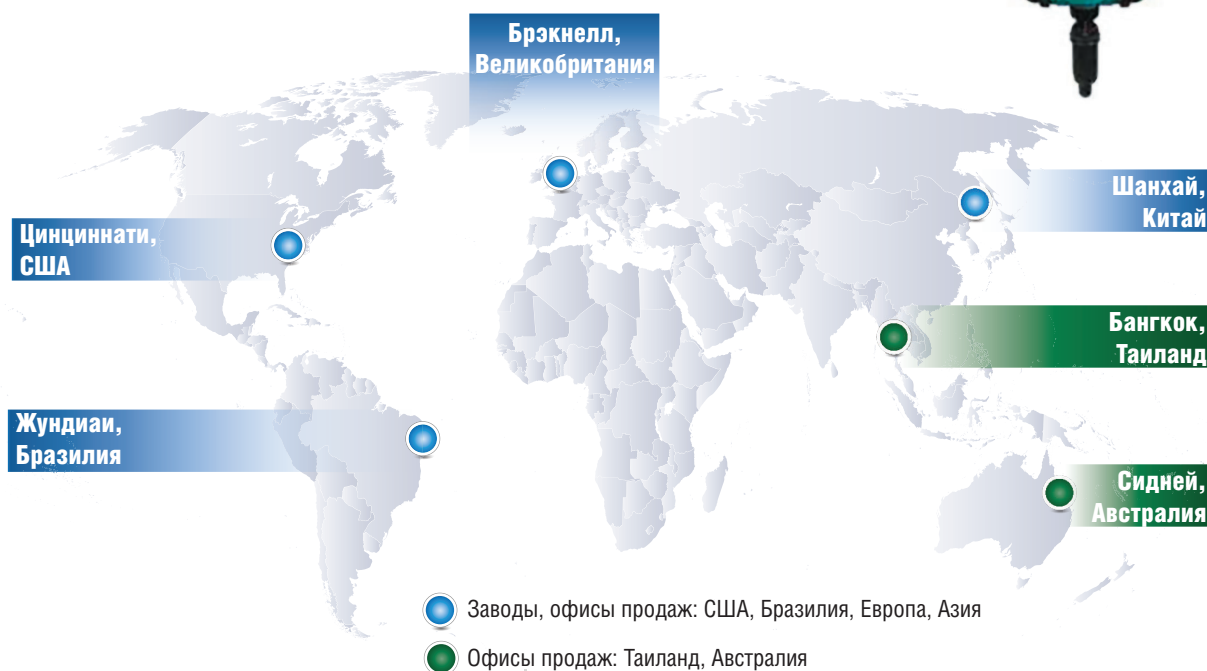 Брэкнелл,
Великобритания
Шанхай,
Китай
Цинциннати,
США
Бангкок,
Таиланд
Жундиаи,
Бразилия
Сидней,
Австралия
Заводы, офисы продаж: США, Бразилия, Европа, Азия
Офисы продаж: Таиланд, Австралия